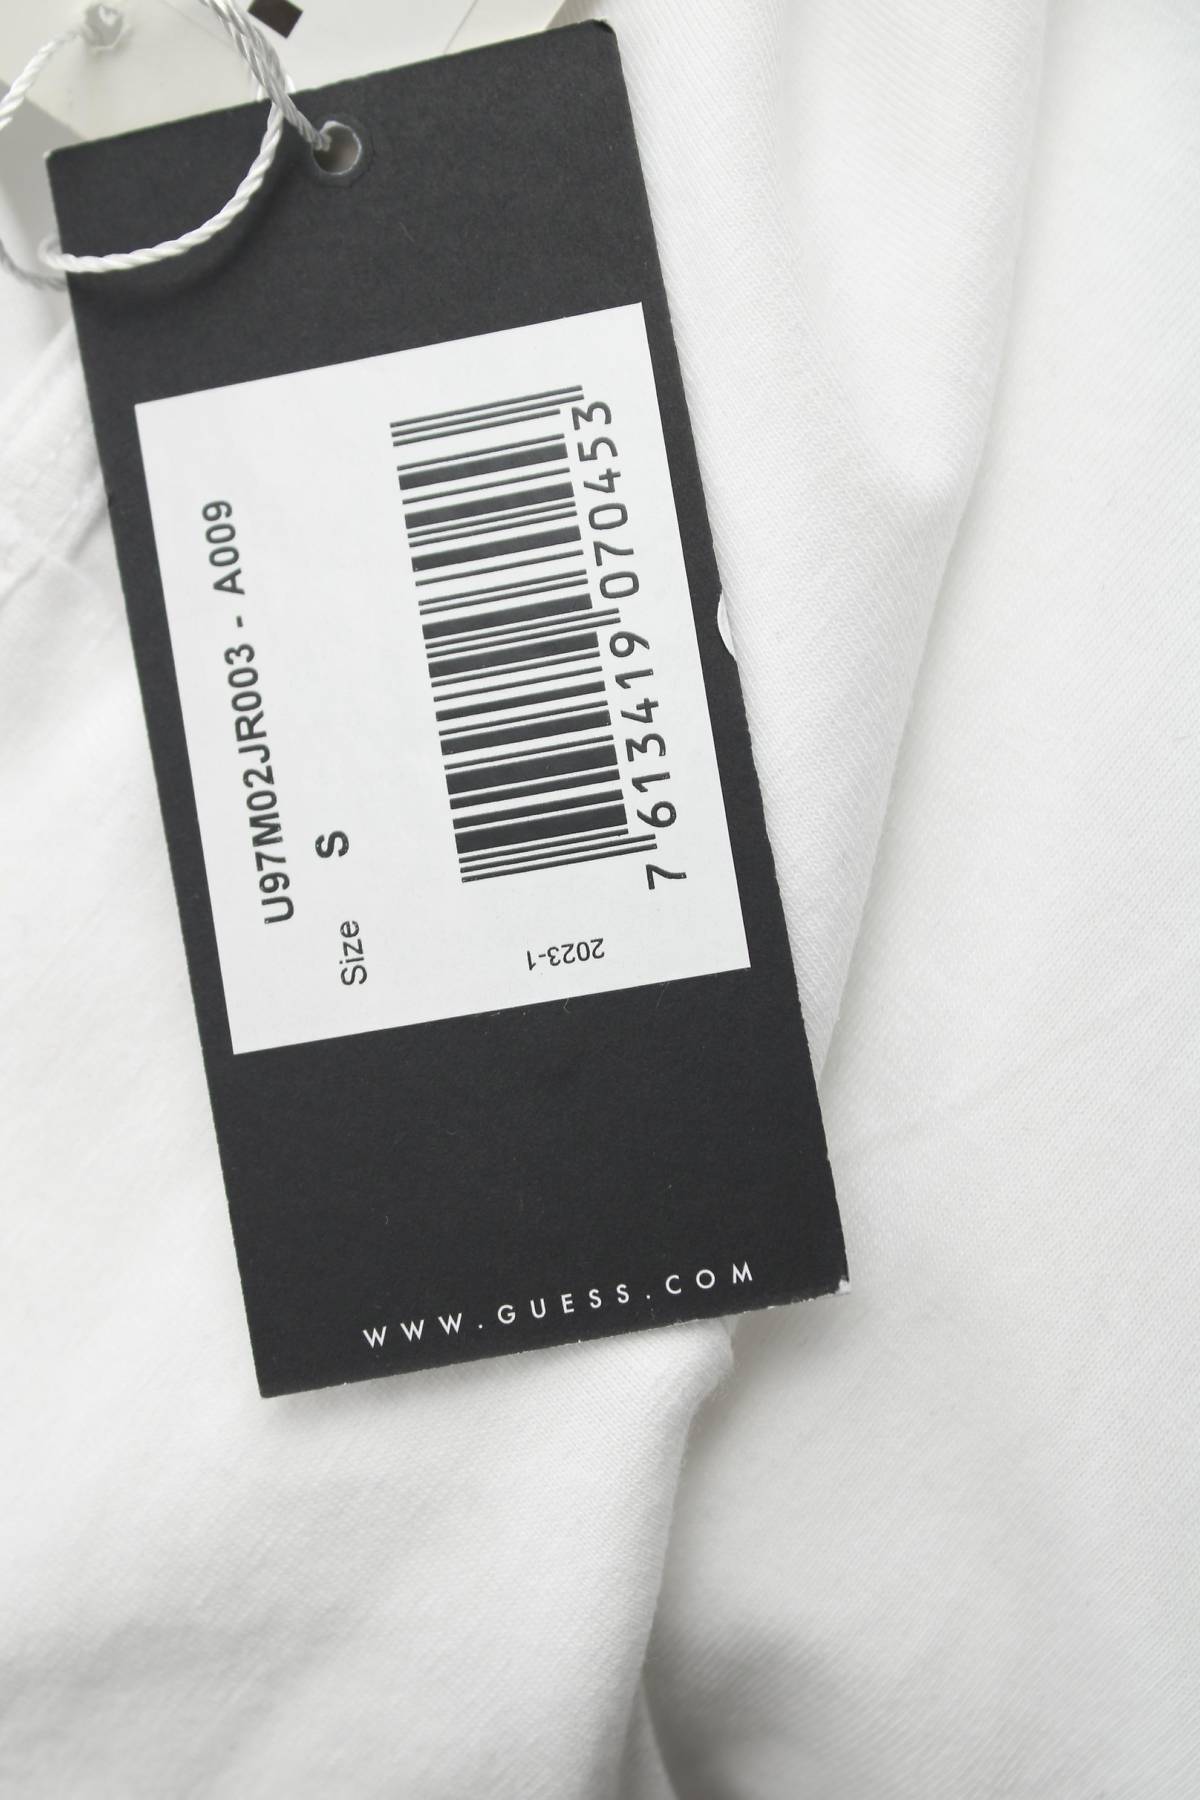 U97M02JR003 - A009
Size S
7 613419 070453
2023-1
WWW.GUESS.COM